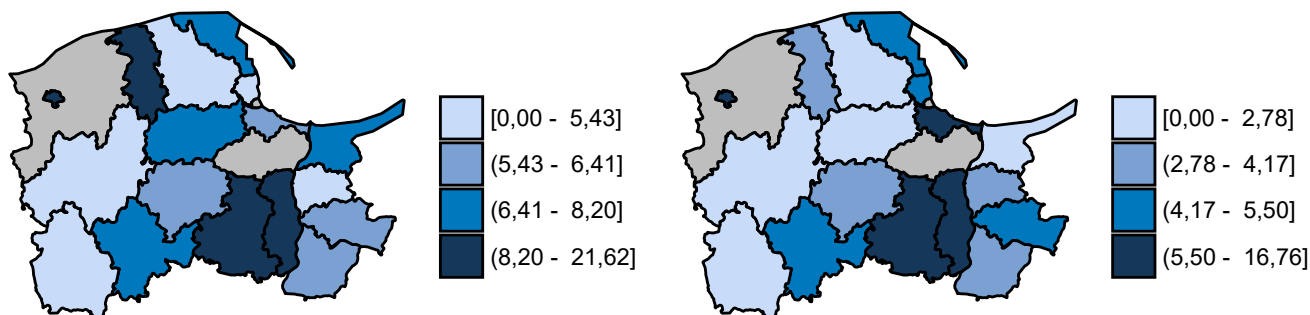 [0,00 - 5,43]
(5,43 - 6,41]
(6,41 - 8,20]
(8,20 - 21,62]
[0,00 - 2,78]
(2,78 - 4,17]
(4,17 - 5,50]
(5,50 - 16,76]